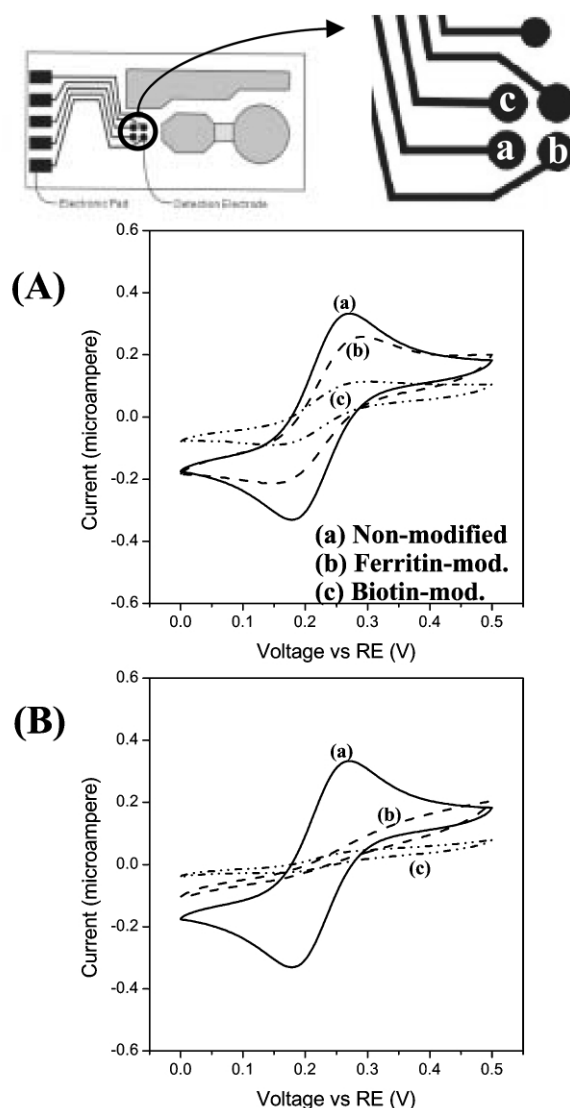 c
a
b
Electronic Pad
Detection Electrode
(A)
0.6
0.4
0.2
0.0
-0.2
-0.4
-0.6
Current (microampere)
(a)
(b)
(c)
(a) Non-modified
(b) Ferritin-mod.
(c) Biotin-mod.
0.0 0.1 0.2 0.3 0.4 0.5
Voltage vs RE (V)
(B)
0.6
0.4
0.2
0.0
-0.2
-0.4
-0.6
Current (microampere)
(a)
(b)
(c)
0.0 0.1 0.2 0.3 0.4 0.5
Voltage vs RE (V)